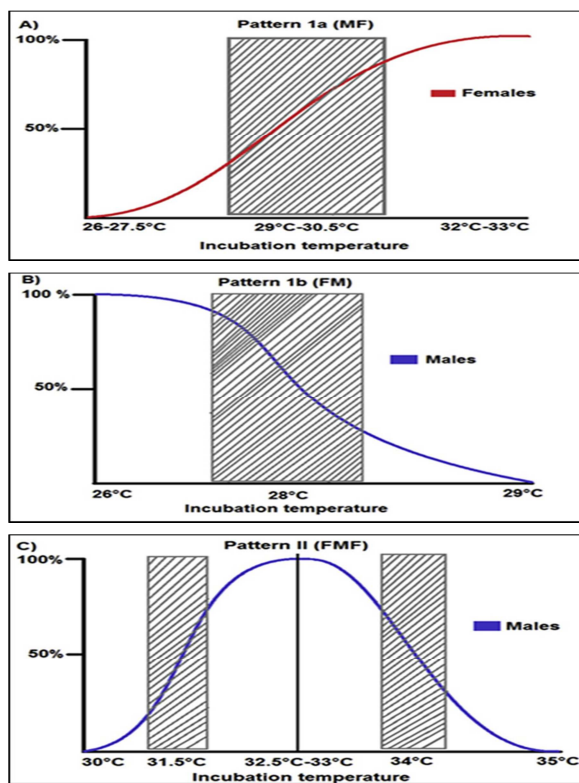 A)
Pattern 1a (MF)
100%
Females
50%
26-27.5°C
29°C-30.5°C
32°C-33°C
Incubation temperature
B)
Pattern 1b (FM)
100 %
Males
50%
26°C
28°C
29°C
Incubation temperature
C)
Pattern II (FMF)
100%
Males
50%
30°C
31.5°C
32.5°C-33°C
34°C
35°C
Incubation temperature